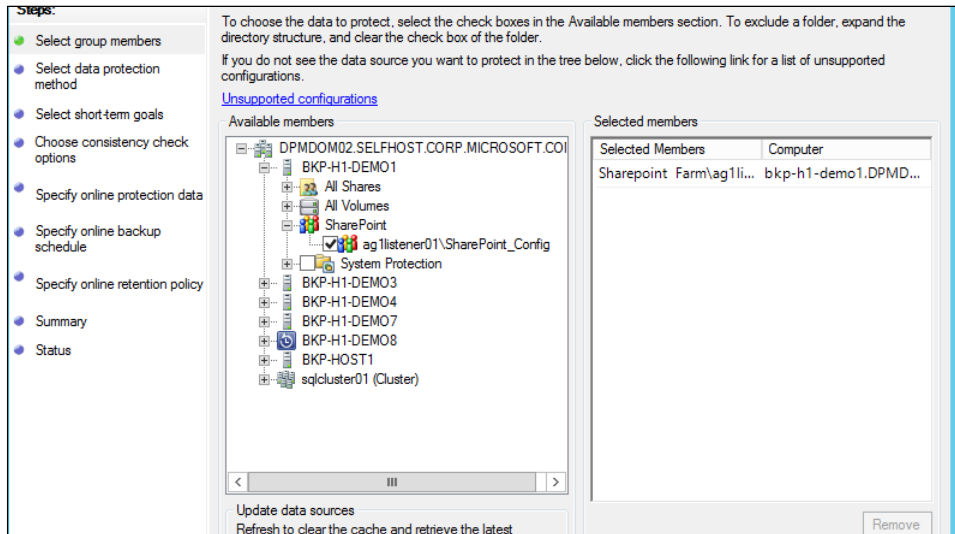 Steps:
Select group members
Select data protection
method
Select short-term goals
Choose consistency check
options
Specify online protection data
Specify online backup
schedule
Specify online retention policy
Summary
Status
To choose the data to protect, select the check boxes in the Available members section. To exclude a folder, expand the
directory structure, and clear the check box of the folder.
If you do not see the data source you want to protect in the tree below, click the following link for a list of unsupported
configurations.
Unsupported configurations
Available members
DPMDOM02.SELFHOST.CORP.MICROSOFT.COI
BKP-H1-DEMO1
All Shares
All Volumes
SharePoint
ag1listener01\SharePoint_Config
System Protection
BKP-H1-DEMO3
BKP-H1-DEMO4
BKP-H1-DEMO7
BKP-H1-DEMO8
BKP-HOST1
sqlcluster01 (Cluster)
Update data sources
Refresh to clear the cache and retrieve the latest
Selected members
Selected Members Computer
Sharepoint Farm\ag1li... bkp-h1-demo1.DPMD...
Remove